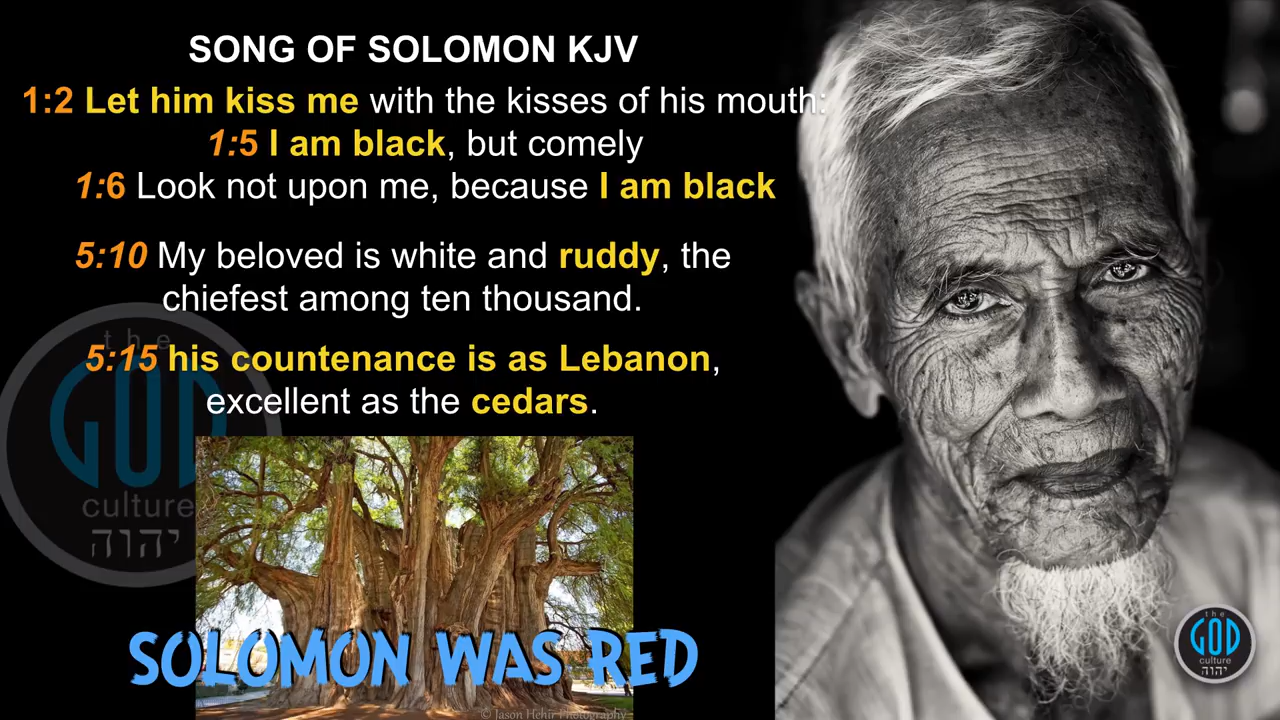 SONG OF SOLOMON KJV
1:2 Let him kiss me with the kisses of his mouth:
1:5 I am black, but comely
1:6 Look not upon me, because I am black
5:10 My beloved is white and ruddy, the
chiefest among ten thousand.
5:15 his countenance is as Lebanon,
excellent as the cedars.
the
GOD
culture
יהוה
SOLOMON WAS RED
© Jason Hehir Photography
the
GOD
culture
יהוה